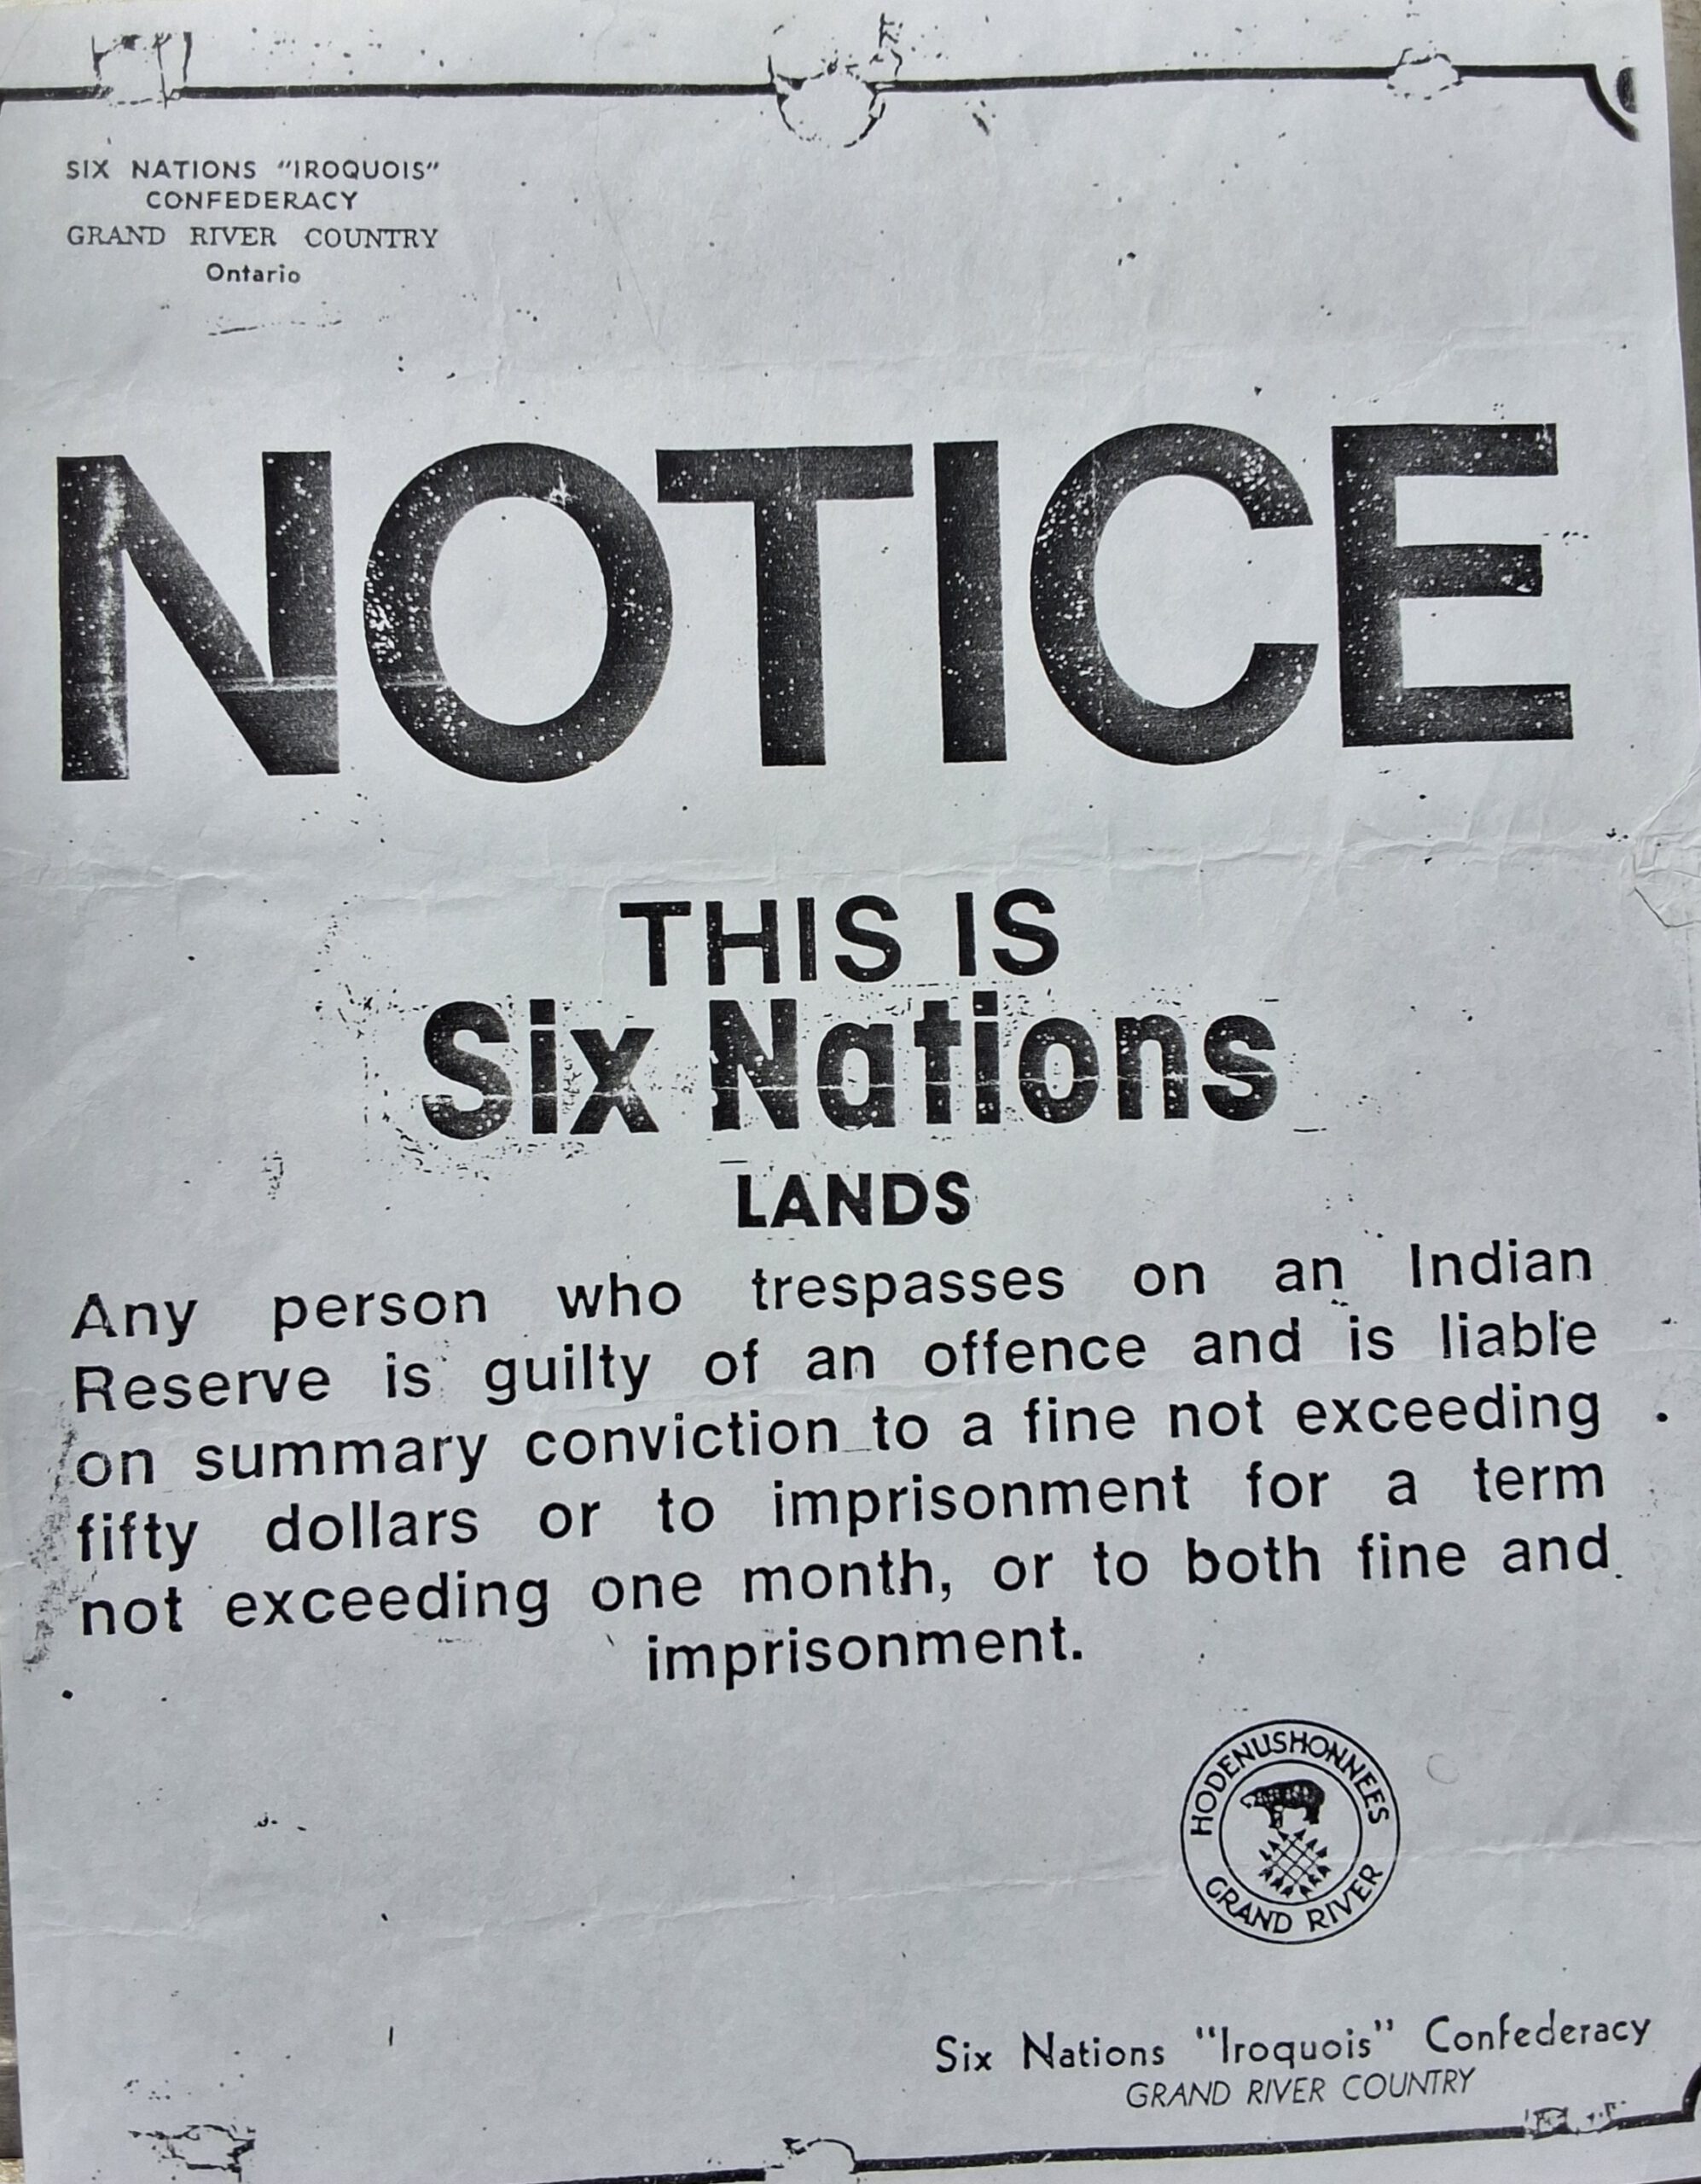 SIX NATIONS "IROQUOIS"
CONFEDERACY
GRAND RIVER COUNTRY
Ontario
NOTICE
THIS IS
Six Nations
LANDS
Any person who trespasses on an Indian
Reserve is guilty of an offence and is liable
on summary conviction to a fine not exceeding
fifty dollars or to imprisonment for a term
not exceeding one month, or to both fine and
imprisonment.
HODENUSHONNEES
GRAND RIVER
Six Nations "Iroquois" Confederacy
GRAND RIVER COUNTRY